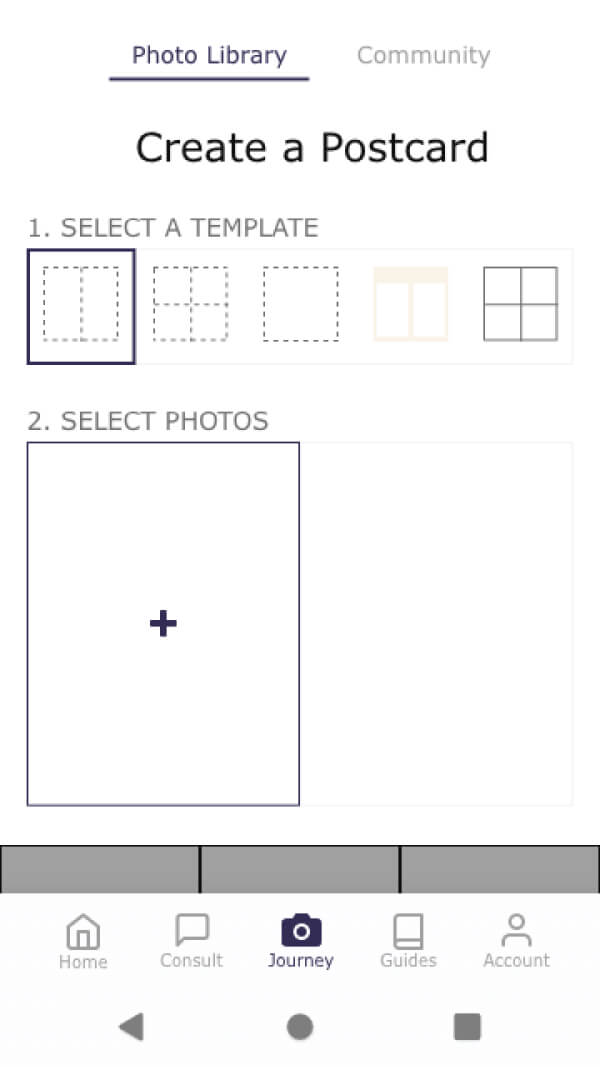 Photo Library Community
Create a Postcard
1. SELECT A TEMPLATE
2. SELECT PHOTOS
Home Consult Journey Guides Account